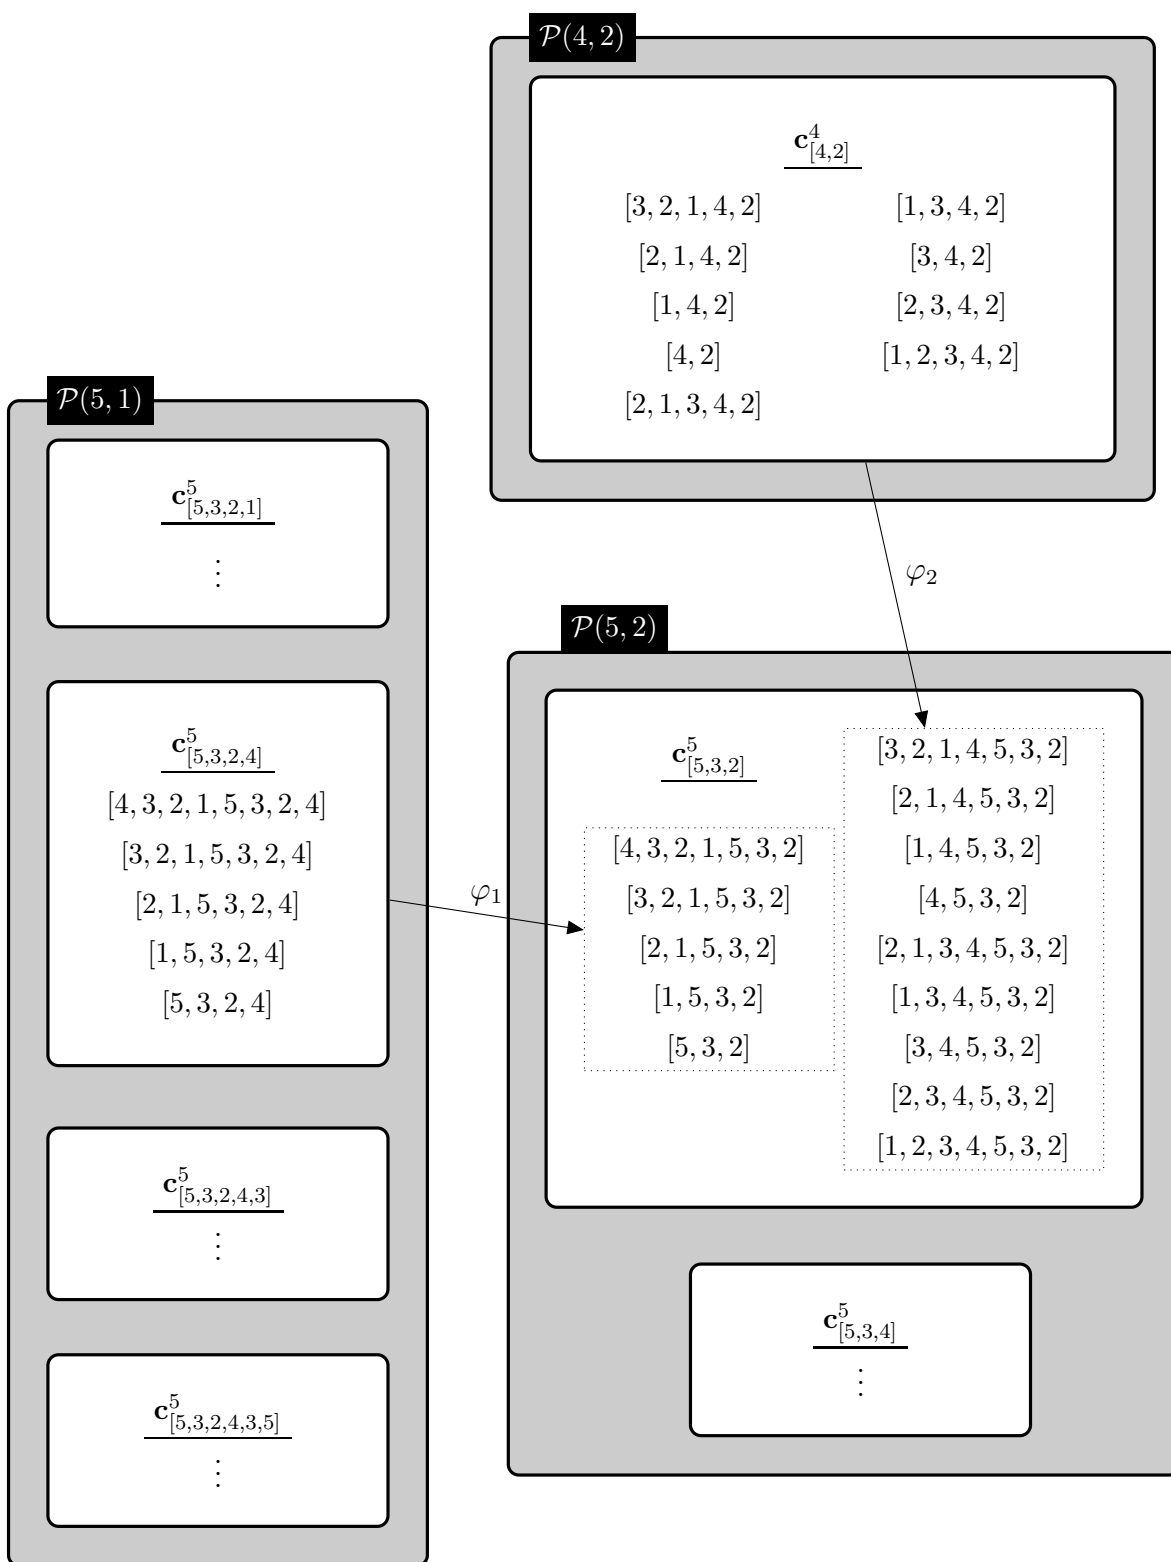 𝒫(4, 2)
𝐜⁴_[4,2]
[3, 2, 1, 4, 2]
[2, 1, 4, 2]
[1, 4, 2]
[4, 2]
[2, 1, 3, 4, 2]
[1, 3, 4, 2]
[3, 4, 2]
[2, 3, 4, 2]
[1, 2, 3, 4, 2]
φ₂
𝒫(5, 1)
𝐜⁵_[5,3,2,1]
⋮
𝐜⁵_[5,3,2,4]
[4, 3, 2, 1, 5, 3, 2, 4]
[3, 2, 1, 5, 3, 2, 4]
[2, 1, 5, 3, 2, 4]
[1, 5, 3, 2, 4]
[5, 3, 2, 4]
𝐜⁵_[5,3,2,4,3]
⋮
𝐜⁵_[5,3,2,4,3,5]
⋮
φ₁
𝒫(5, 2)
𝐜⁵_[5,3,2]
[4, 3, 2, 1, 5, 3, 2]
[3, 2, 1, 5, 3, 2]
[2, 1, 5, 3, 2]
[1, 5, 3, 2]
[5, 3, 2]
[3, 2, 1, 4, 5, 3, 2]
[2, 1, 4, 5, 3, 2]
[1, 4, 5, 3, 2]
[4, 5, 3, 2]
[2, 1, 3, 4, 5, 3, 2]
[1, 3, 4, 5, 3, 2]
[3, 4, 5, 3, 2]
[2, 3, 4, 5, 3, 2]
[1, 2, 3, 4, 5, 3, 2]
𝐜⁵_[5,3,4]
⋮